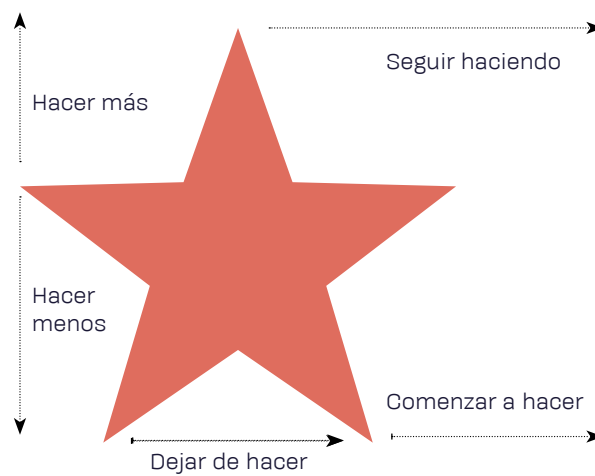 Seguir haciendo
Hacer más
Hacer
menos
Comenzar a hacer
Dejar de hacer